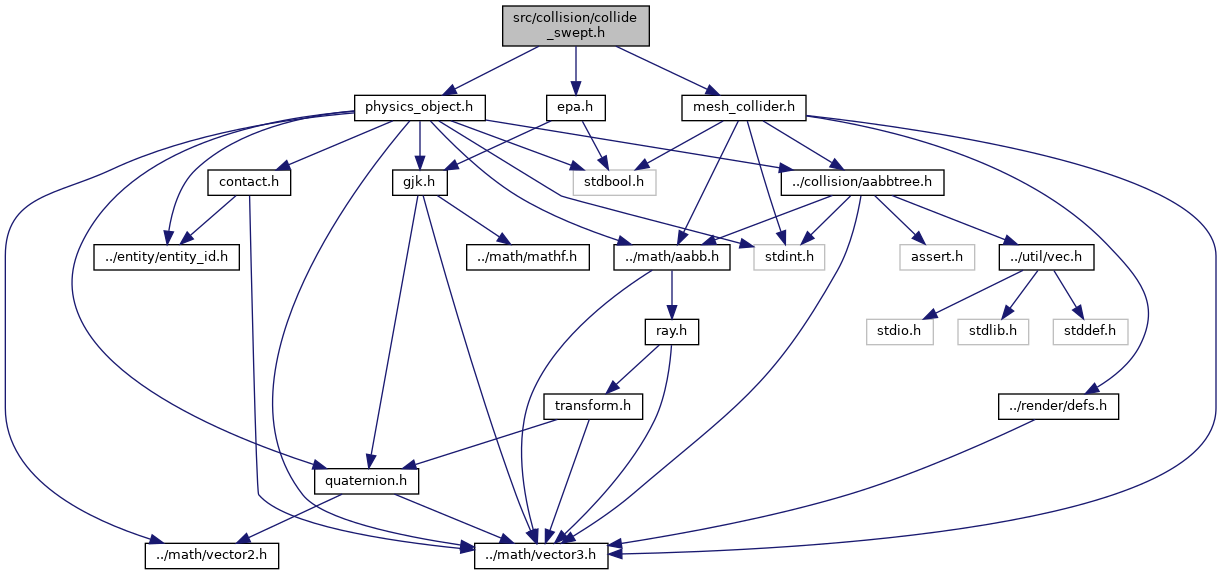 src/collision/collide
_swept.h
physics_object.h
epa.h
mesh_collider.h
contact.h
gjk.h
stdbool.h
../collision/aabbtree.h
../entity/entity_id.h
../math/mathf.h
../math/aabb.h
stdint.h
assert.h
../util/vec.h
ray.h
stdio.h
stdlib.h
stddef.h
transform.h
../render/defs.h
quaternion.h
../math/vector2.h
../math/vector3.h